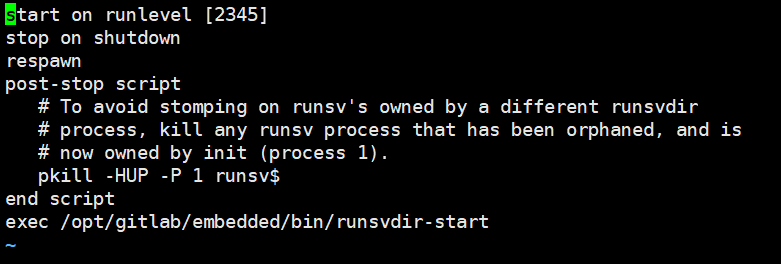 start on runlevel [2345]
stop on shutdown
respawn
post-stop script
   # To avoid stomping on runsv's owned by a different runsvdir
   # process, kill any runsv process that has been orphaned, and is
   # now owned by init (process 1).
   pkill -HUP -P 1 runsv$
end script
exec /opt/gitlab/embedded/bin/runsvdir-start
~